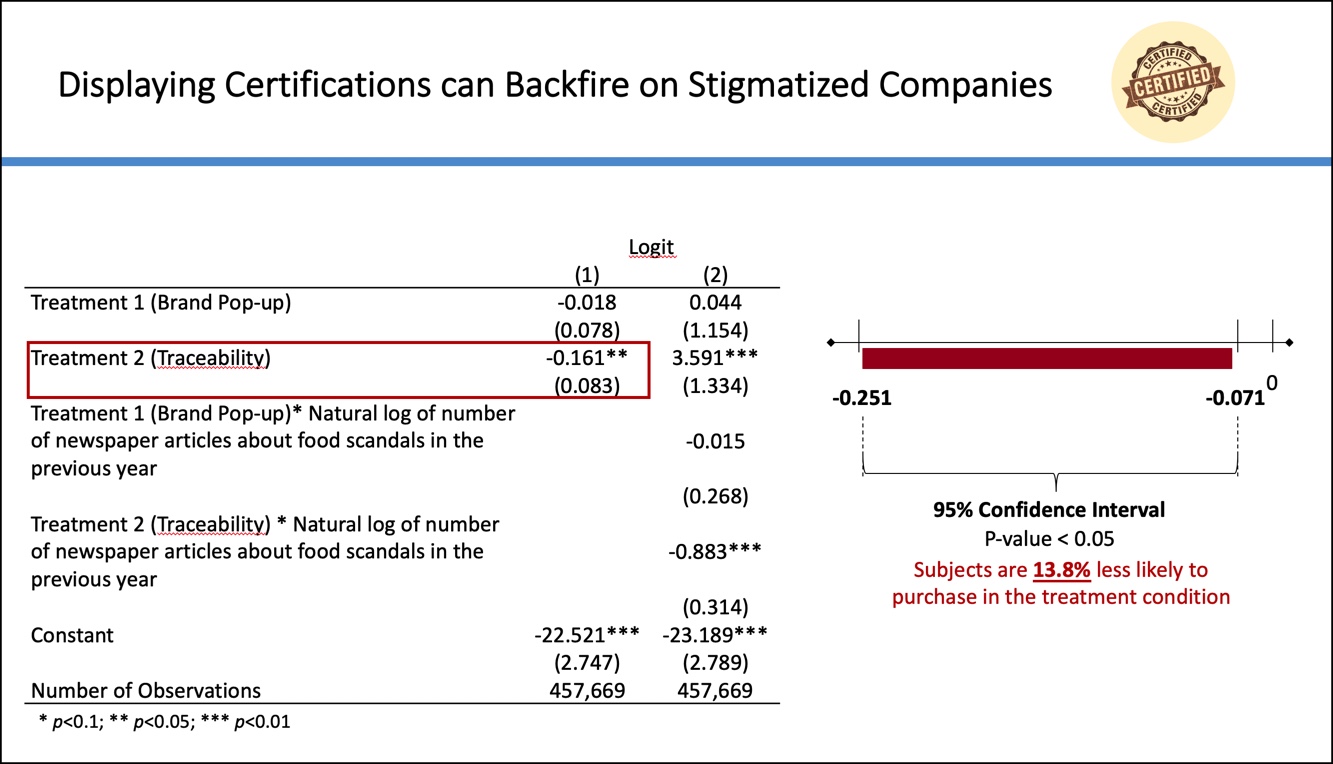 Displaying Certifications can Backfire on Stigmatized Companies
CERTIFIED
CERTIFIED
CERTIFIED
Logit
(1) (2)
Treatment 1 (Brand Pop-up) -0.018 0.044
(0.078) (1.154)
Treatment 2 (Traceability) -0.161** 3.591***
(0.083) (1.334)
Treatment 1 (Brand Pop-up)* Natural log of number
of newspaper articles about food scandals in the -0.015
previous year
(0.268)
Treatment 2 (Traceability) * Natural log of number
of newspaper articles about food scandals in the -0.883***
previous year
(0.314)
Constant -22.521*** -23.189***
(2.747) (2.789)
Number of Observations 457,669 457,669
* p<0.1; ** p<0.05; *** p<0.01
0
-0.251 -0.071
95% Confidence Interval
P-value < 0.05
Subjects are 13.8% less likely to
purchase in the treatment condition